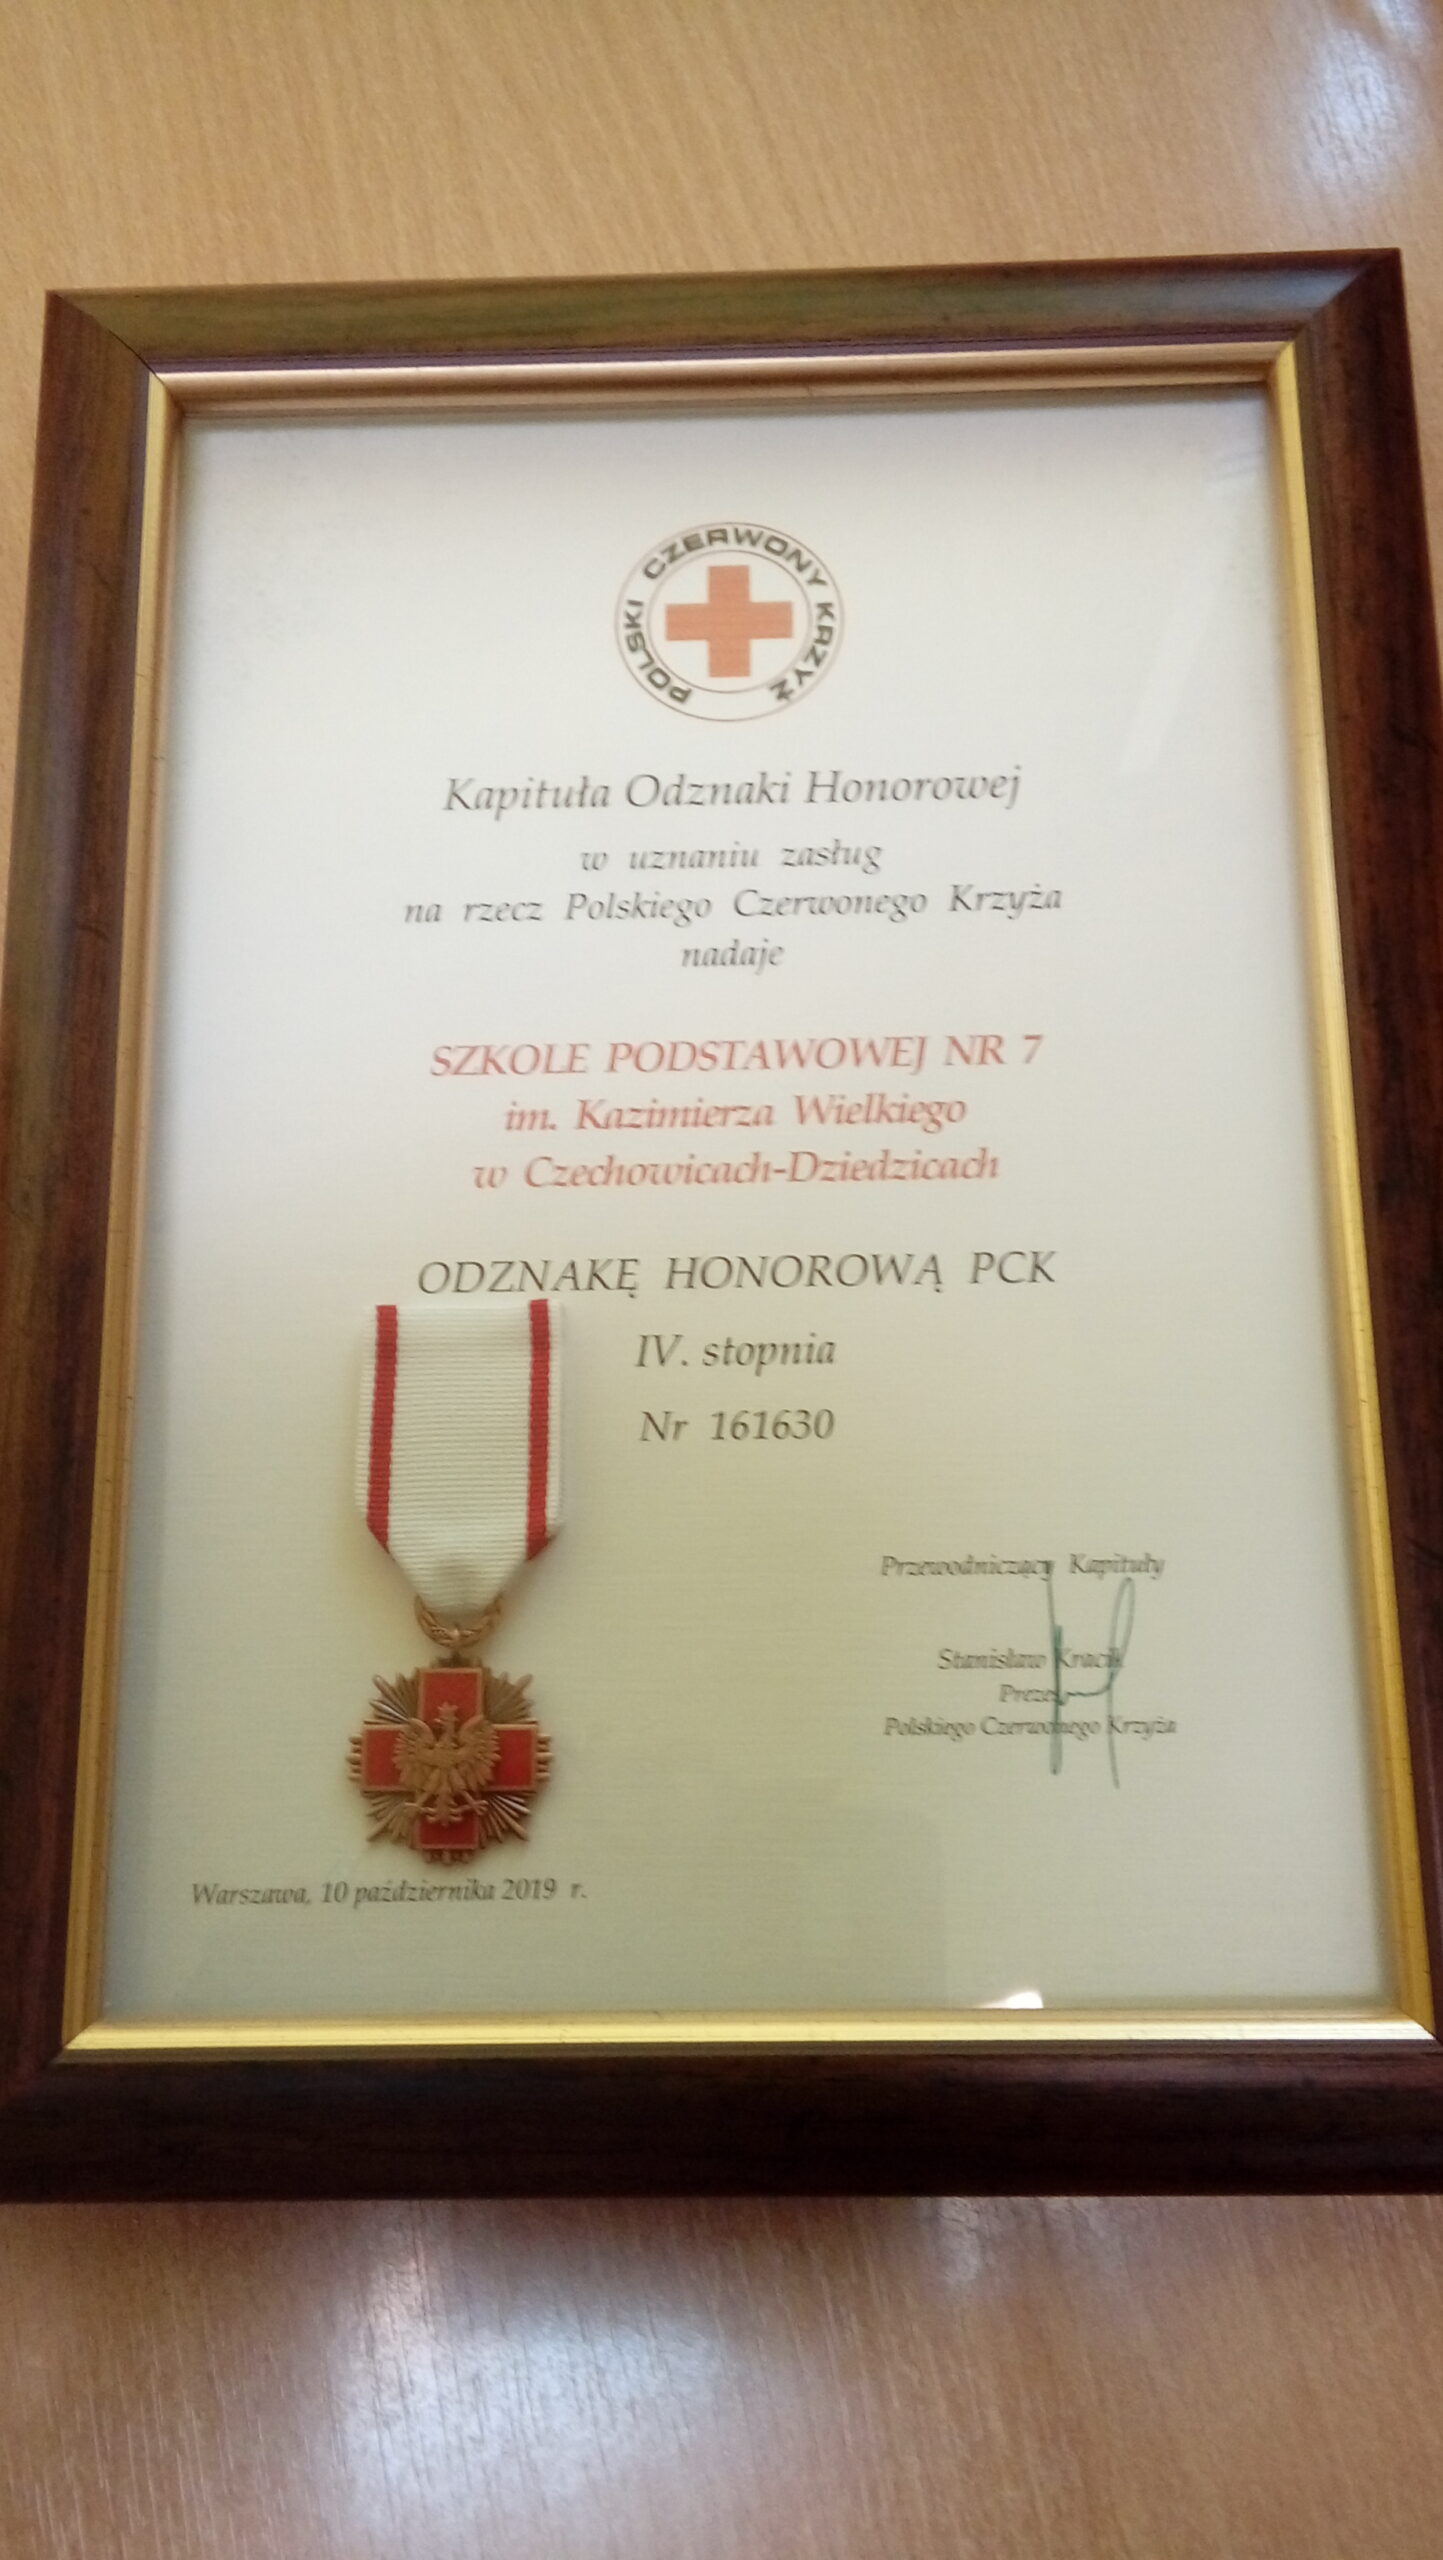 POLSKI CZERWONY KRZYŻ
Kapituła Odznaki Honorowej
w uznaniu zasług
na rzecz Polskiego Czerwonego Krzyża
nadaje
SZKOLE PODSTAWOWEJ NR 7
im. Kazimierza Wielkiego
w Czechowicach-Dziedzicach
ODZNAKĘ HONOROWĄ PCK
IV. stopnia
Nr 161630
Przewodniczący Kapituły
Stanisław Kracik
Prezes
Polskiego Czerwonego Krzyża
Warszawa, 10 października 2019 r.